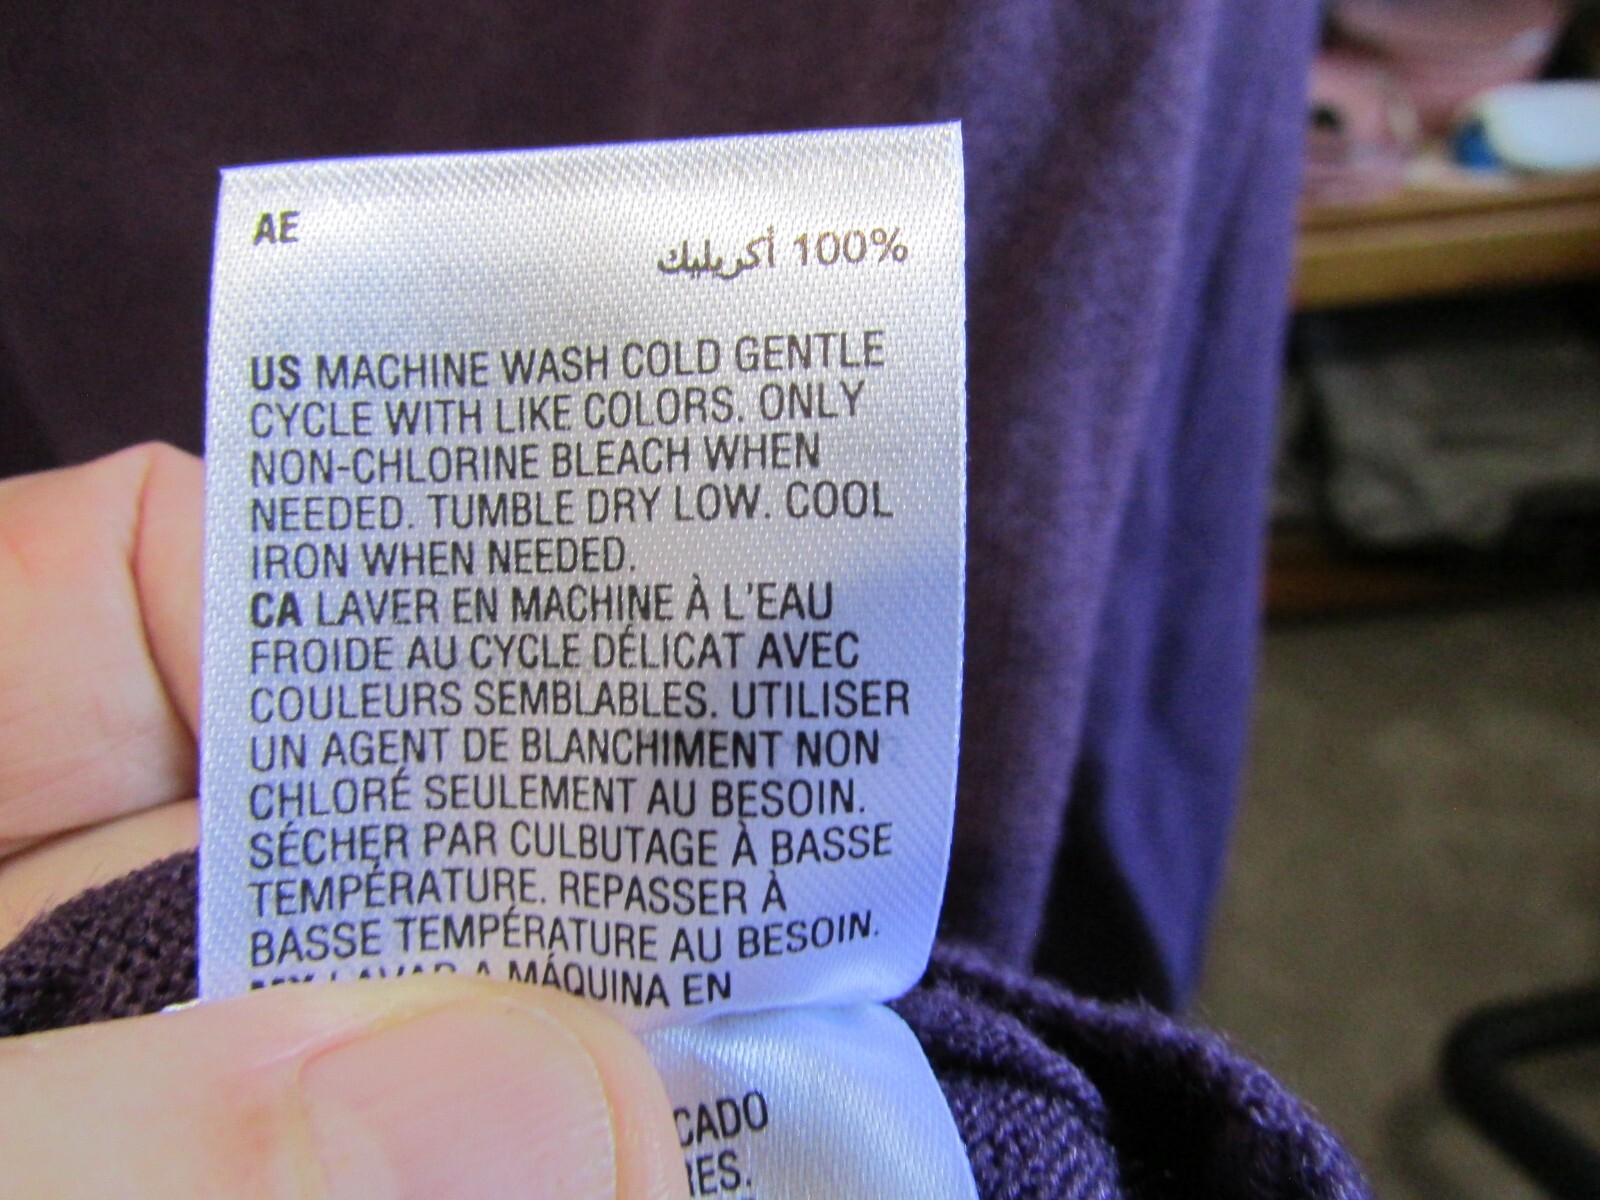 AE
100% أكريليك
US MACHINE WASH COLD GENTLE
CYCLE WITH LIKE COLORS. ONLY
NON-CHLORINE BLEACH WHEN
NEEDED. TUMBLE DRY LOW. COOL
IRON WHEN NEEDED.
CA LAVER EN MACHINE À L'EAU
FROIDE AU CYCLE DÉLICAT AVEC
COULEURS SEMBLABLES. UTILISER
UN AGENT DE BLANCHIMENT NON
CHLORÉ SEULEMENT AU BESOIN.
SÉCHER PAR CULBUTAGE À BASSE
TEMPÉRATURE. REPASSER À
BASSE TEMPÉRATURE AU BESOIN.
MX LAVAR A MÁQUINA EN